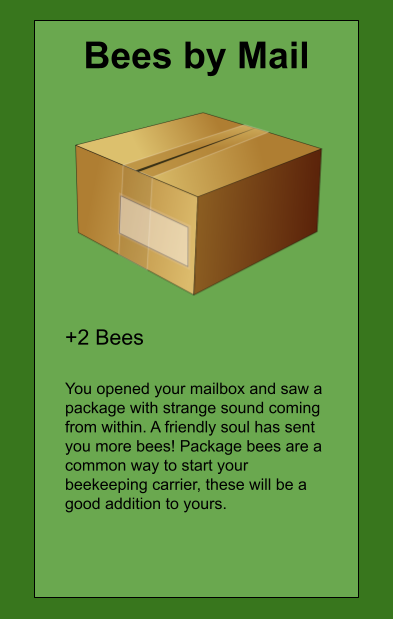 Bees by Mail
+2 Bees
You opened your mailbox and saw a
package with strange sound coming
from within. A friendly soul has sent
you more bees! Package bees are a
common way to start your
beekeeping carrier, these will be a
good addition to yours.